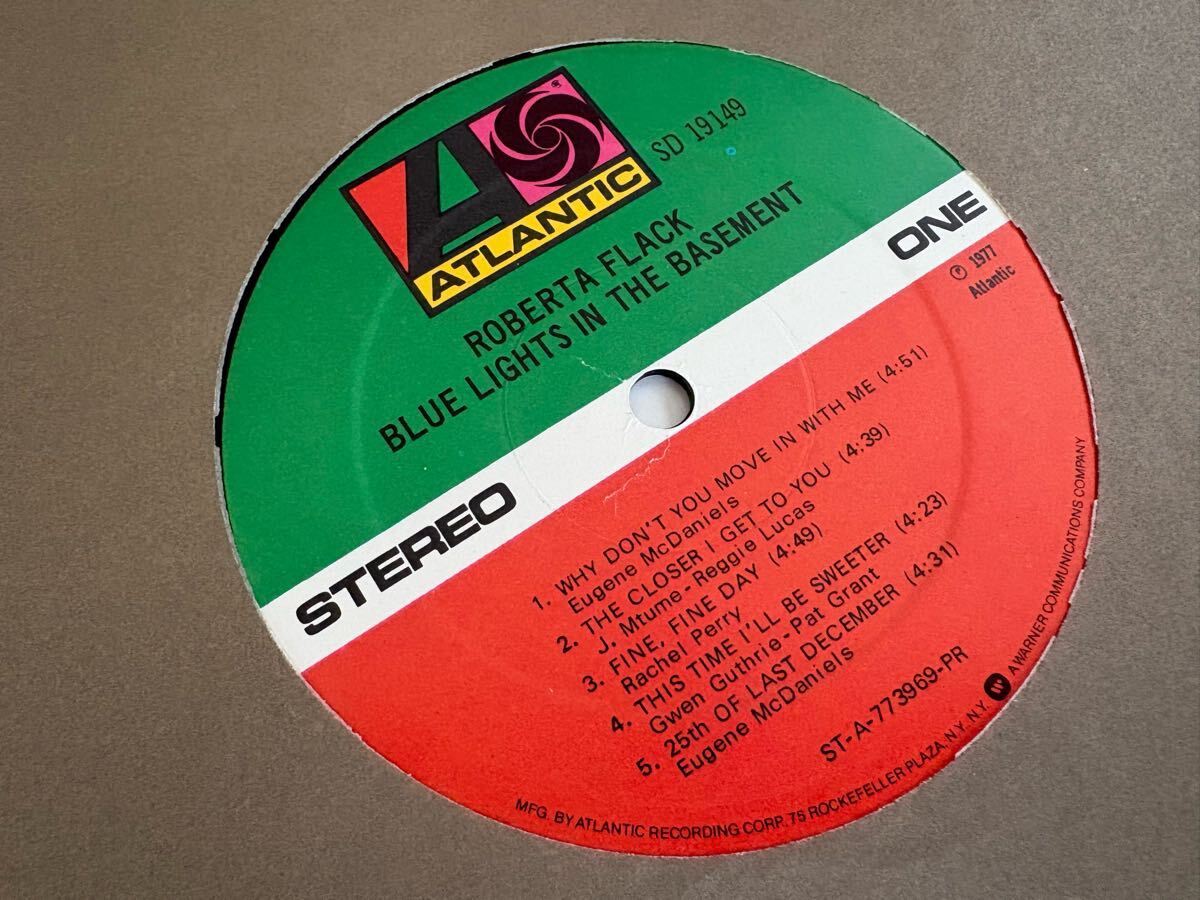 ATLANTIC
SD 19149
ROBERTA FLACK
BLUE LIGHTS IN THE BASEMENT
STEREO
ONE
Ⓟ 1977
Atlantic
1. WHY DON'T YOU MOVE IN WITH ME (4:51)
Eugene McDaniels
2. THE CLOSER I GET TO YOU (4:39)
J. Mtume-Reggie Lucas
3. FINE, FINE DAY (4:49)
Rachel Perry
4. THIS TIME I'LL BE SWEETER (4:23)
Gwen Guthrie-Pat Grant
5. 25th OF LAST DECEMBER (4:31)
Eugene McDaniels
ST-A-773969-PR
MFG. BY ATLANTIC RECORDING CORP. 75 ROCKEFELLER PLAZA, N.Y. N.Y. A WARNER COMMUNICATIONS COMPANY